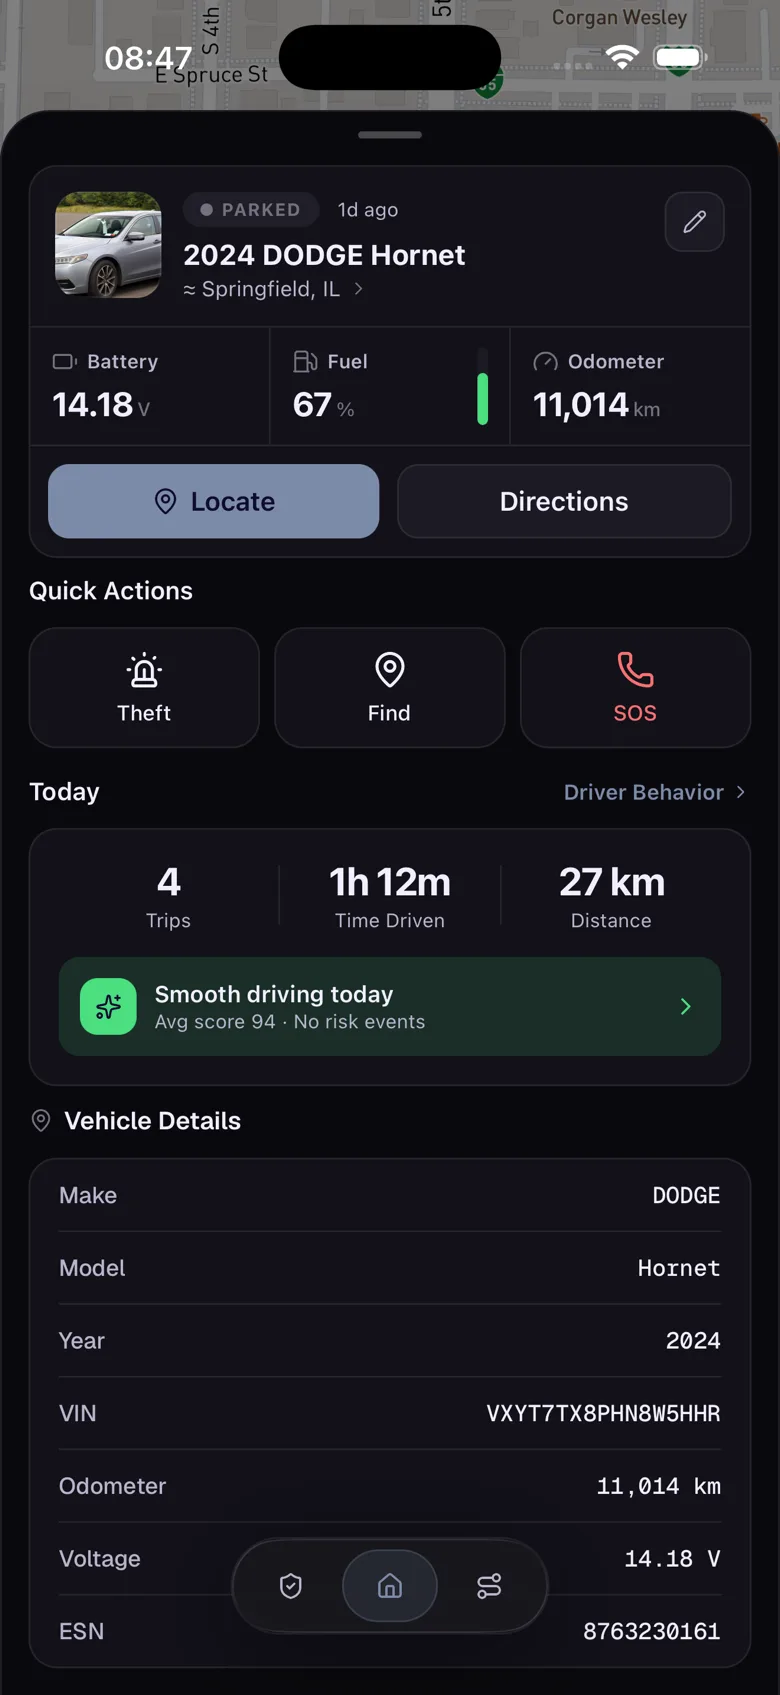 Corgan Wesley
S 4th
5t
08:47
E Spruce St
PARKED 1d ago
2024 DODGE Hornet
≈ Springfield, IL
Battery
14.18 V
Fuel
67 %
Odometer
11,014 km
Locate
Directions
Quick Actions
Theft
Find
SOS
Today
Driver Behavior
4
Trips
1h 12m
Time Driven
27 km
Distance
Smooth driving today
Avg score 94 · No risk events
Vehicle Details
Make DODGE
Model Hornet
Year 2024
VIN VXYT7TX8PHN8W5HHR
Odometer 11,014 km
Voltage 14.18 V
ESN 8763230161